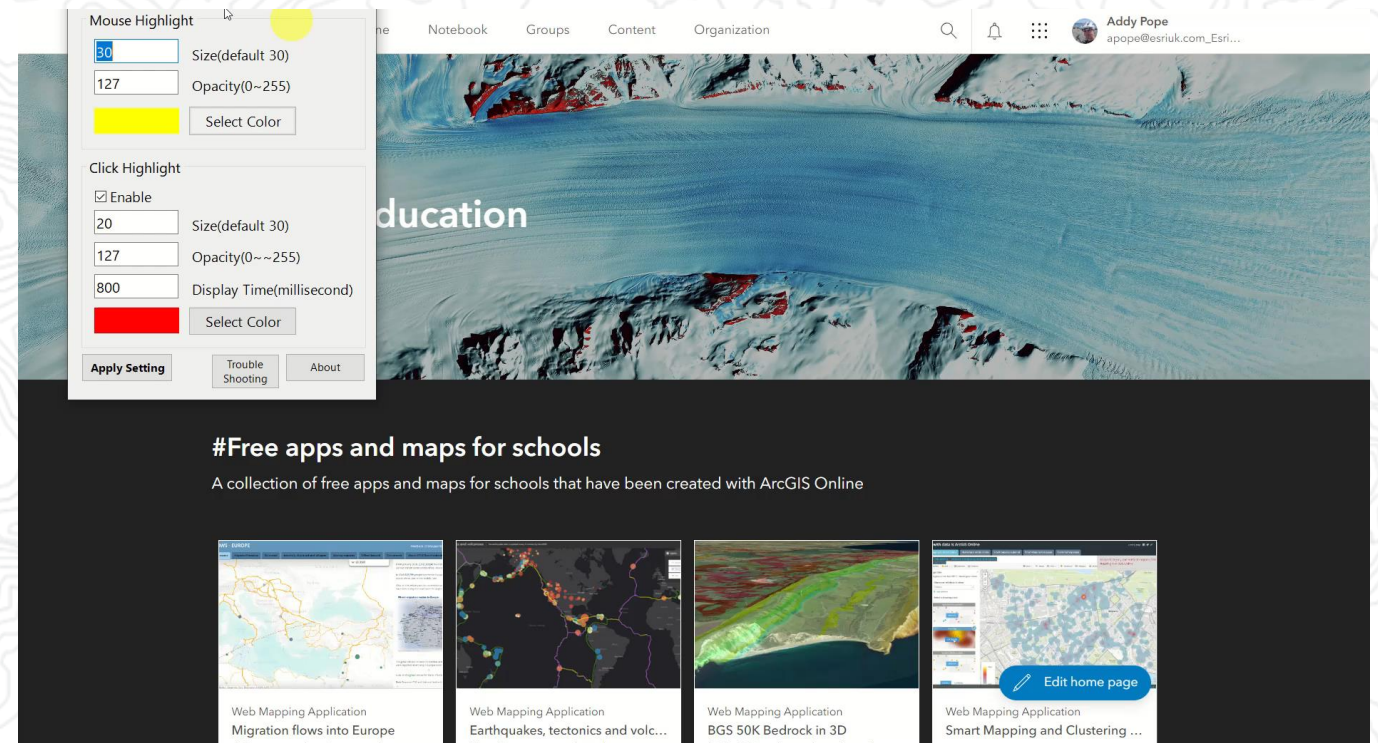 Mouse Highlight
30
Size(default 30)
127
Opacity(0~255)
Select Color
Click Highlight
Enable
20
Size(default 30)
127
Opacity(0~~255)
800
Display Time(millisecond)
Select Color
Apply Setting
Trouble
Shooting
About
Notebook
Groups
Content
Organization
Addy Pope
apope@esriuk.com_Esri...
ducation
#Free apps and maps for schools
A collection of free apps and maps for schools that have been created with ArcGIS Online
Edit home page
Web Mapping Application
Migration flows into Europe
Web Mapping Application
Earthquakes, tectonics and volc...
Web Mapping Application
BGS 50K Bedrock in 3D
Web Mapping Application
Smart Mapping and Clustering ...